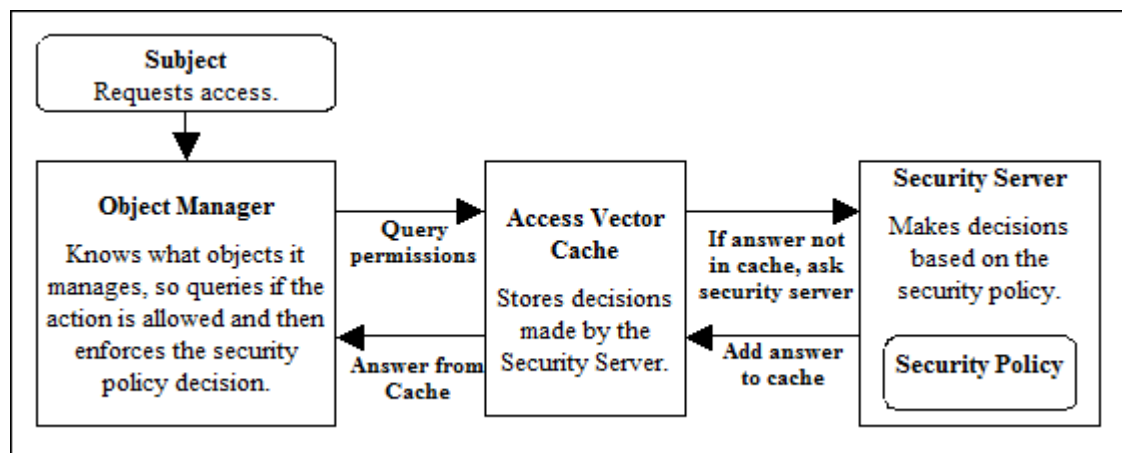 Subject
Requests access.
Object Manager
Knows what objects it
manages, so queries if the
action is allowed and then
enforces the security
policy decision.
Query
permissions
Answer from
Cache
Access Vector
Cache
Stores decisions
made by the
Security Server.
If answer not
in cache, ask
security server
Add answer
to cache
Security Server
Makes decisions
based on the
security policy.
Security Policy